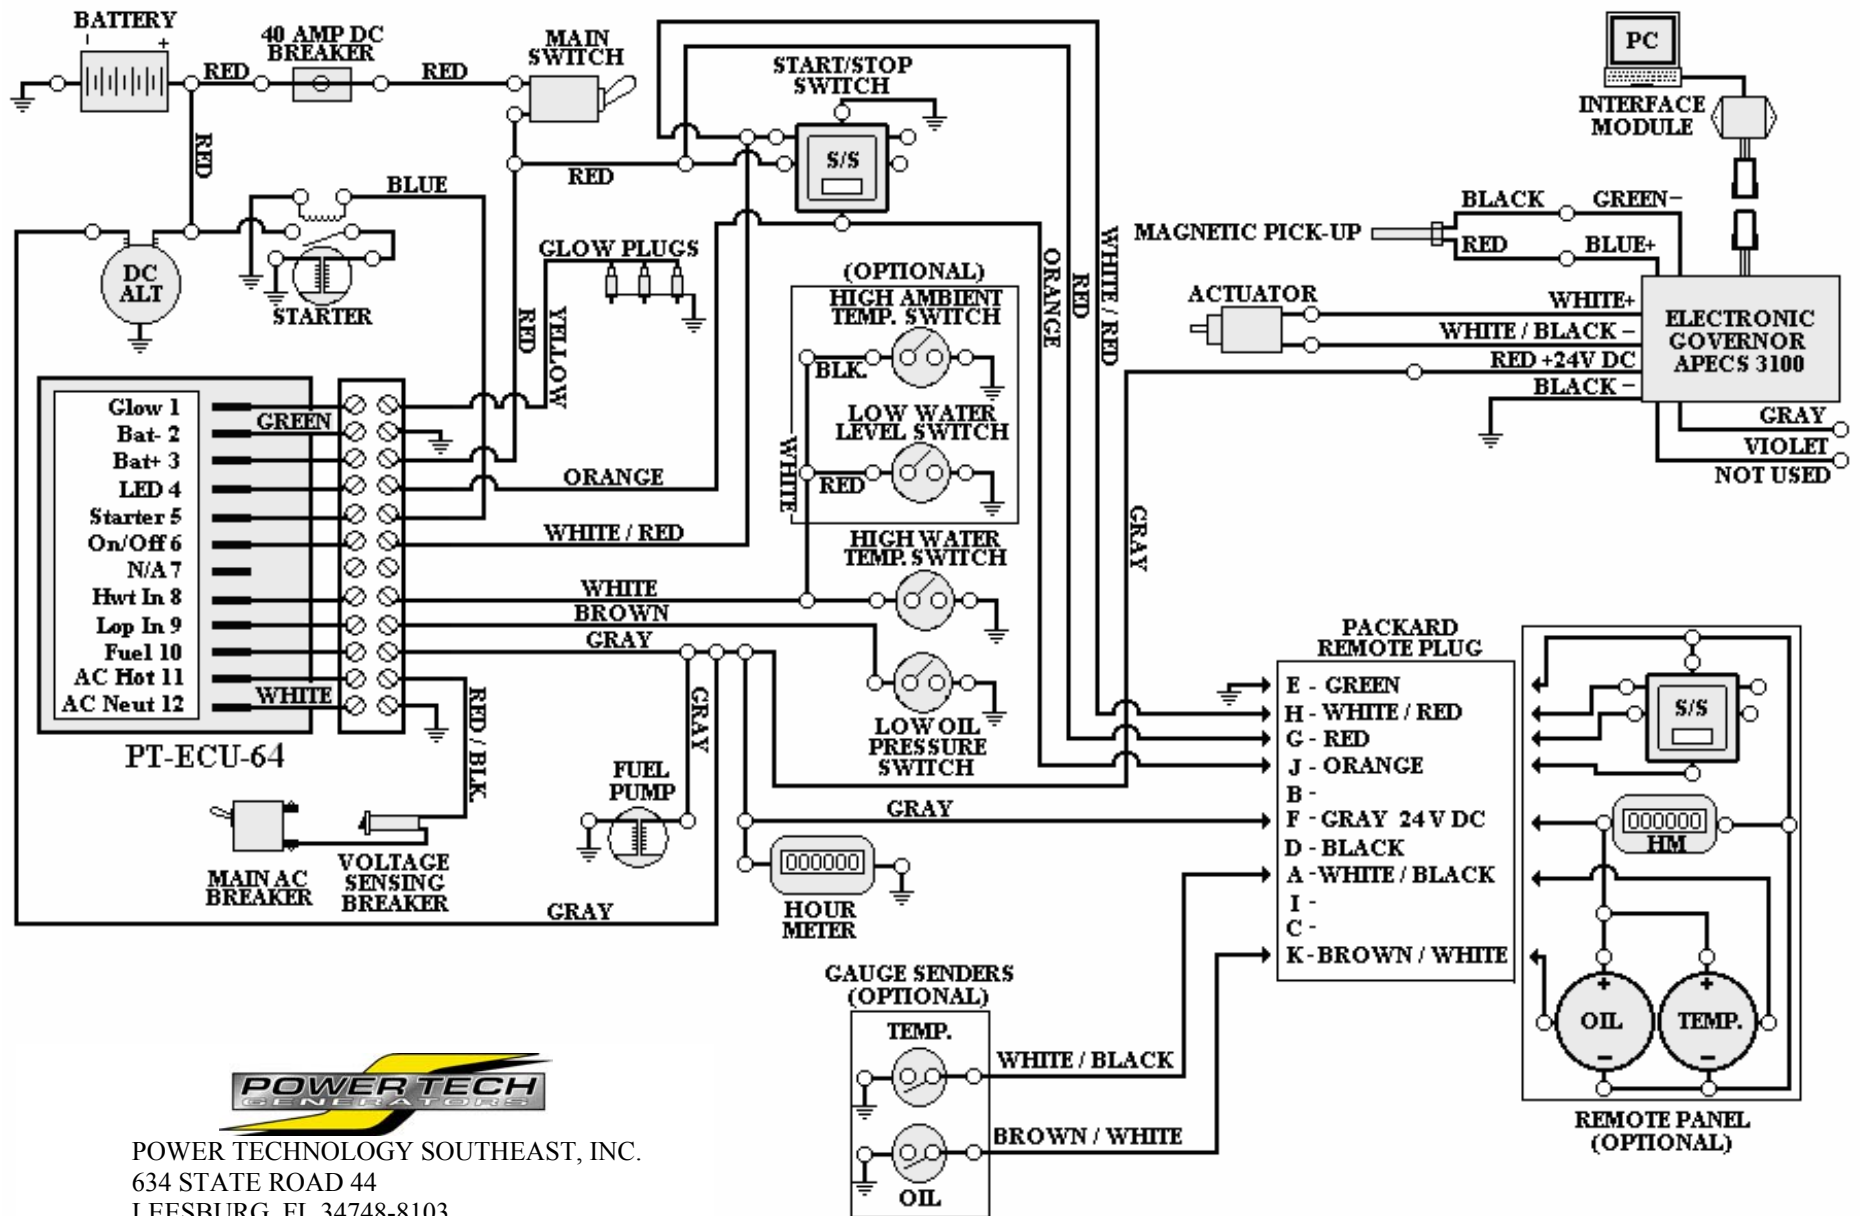 BATTERY
- +
40 AMP DC
BREAKER
MAIN
SWITCH
RED
RED
RED
START/STOP
SWITCH
S/S
RED
BLUE
DC
ALT
STARTER
GLOW PLUGS
YELLOW
RED
(OPTIONAL)
HIGH AMBIENT
TEMP. SWITCH
BLK.
LOW WATER
LEVEL SWITCH
RED
WHITE
HIGH WATER
TEMP. SWITCH
LOW OIL
PRESSURE
SWITCH
ORANGE
RED
WHITE / RED
GRAY
PC
INTERFACE
MODULE
MAGNETIC PICK-UP
BLACK
GREEN-
RED
BLUE+
ACTUATOR
WHITE+
WHITE / BLACK -
RED +24V DC
BLACK -
ELECTRONIC
GOVERNOR
APECS 3100
GRAY
VIOLET
NOT USED
Glow 1
Bat- 2
Bat+ 3
LED 4
Starter 5
On/Off 6
N/A 7
Hwt In 8
Lop In 9
Fuel 10
AC Hot 11
AC Neut 12
GREEN
WHITE
PT-ECU-64
ORANGE
WHITE / RED
WHITE
BROWN
GRAY
RED / BLK.
GRAY
MAIN AC
BREAKER
VOLTAGE
SENSING
BREAKER
FUEL
PUMP
GRAY
GRAY
000000
HOUR
METER
PACKARD
REMOTE PLUG
E - GREEN
H - WHITE / RED
G - RED
J - ORANGE
B -
F - GRAY 24 V DC
D - BLACK
A - WHITE / BLACK
I -
C -
K - BROWN / WHITE
S/S
000000
HM
+
OIL
-
+
TEMP.
-
REMOTE PANEL
(OPTIONAL)
GAUGE SENDERS
(OPTIONAL)
TEMP.
WHITE / BLACK
BROWN / WHITE
OIL
POWER TECH
GENERATORS
POWER TECHNOLOGY SOUTHEAST, INC.
634 STATE ROAD 44
LEESBURG, FL 34748-8103